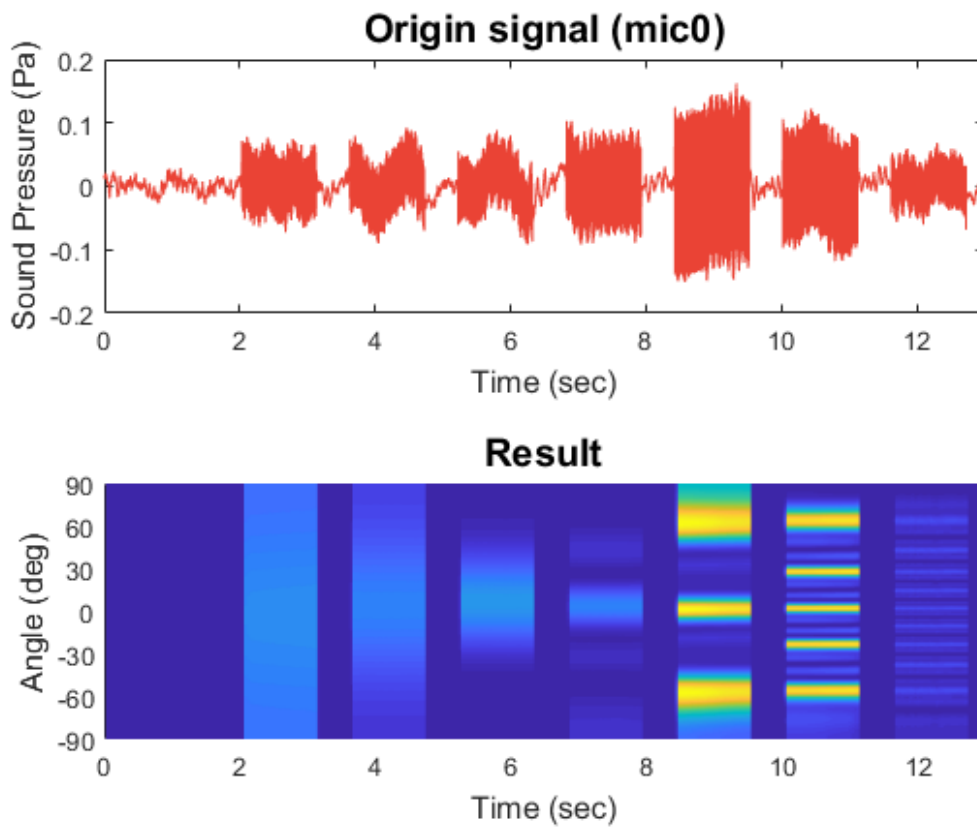 Origin signal (mic0)
Sound Pressure (Pa)
0.2
0.1
0
-0.1
-0.2
0 2 4 6 8 10 12
Time (sec)
Result
Angle (deg)
90
60
30
0
-30
-60
-90
0 2 4 6 8 10 12
Time (sec)